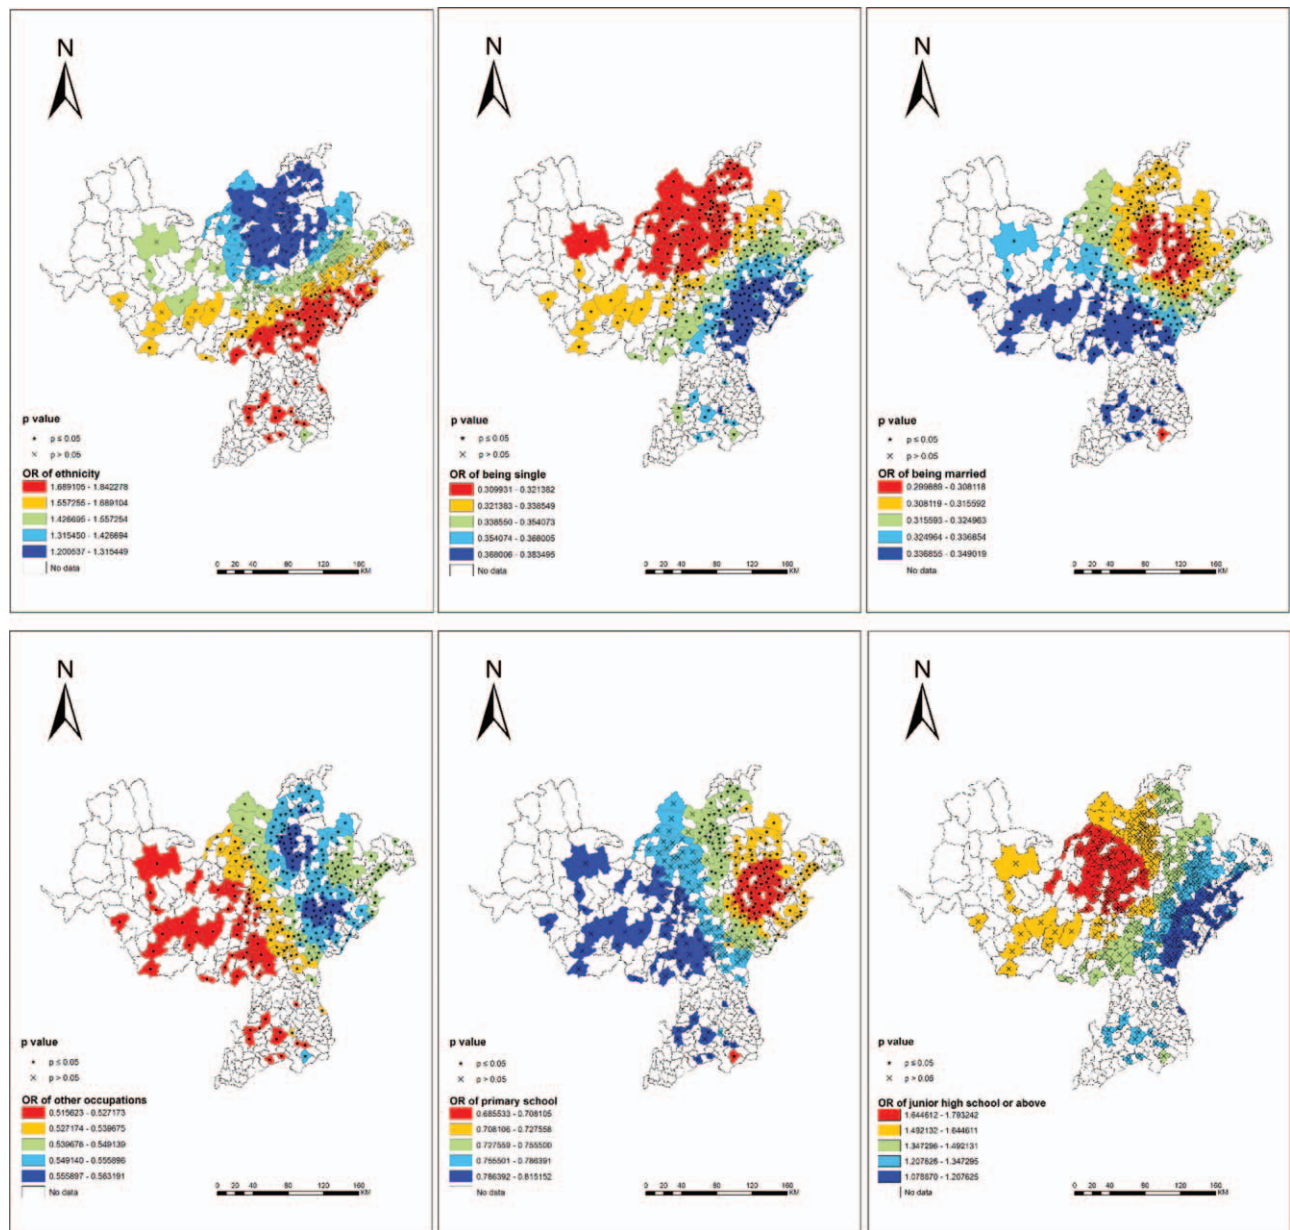 N
p value
p ≤ 0.05
p > 0.05
OR of ethnicity
1.689105 - 1.842278
1.557255 - 1.689104
1.426695 - 1.557254
1.315450 - 1.426694
1.200537 - 1.315449
No data
0 20 40 80 120 160
KM
N
p value
p ≤ 0.05
p > 0.05
OR of being single
0.309931 - 0.321382
0.321383 - 0.338549
0.338550 - 0.354073
0.354074 - 0.368005
0.368006 - 0.383495
No data
0 20 40 80 120 160
KM
N
p value
p ≤ 0.05
p > 0.05
OR of being married
0.299889 - 0.308118
0.308119 - 0.315592
0.315593 - 0.324963
0.324964 - 0.336854
0.336855 - 0.349019
No data
0 20 40 80 120 160
KM
N
p value
p ≤ 0.05
p > 0.05
OR of other occupations
0.515623 - 0.527173
0.527174 - 0.539675
0.539676 - 0.549139
0.549140 - 0.555896
0.555897 - 0.563191
No data
0 20 40 80 120 160
KM
N
p value
p ≤ 0.05
p > 0.05
OR of primary school
0.685533 - 0.708105
0.708106 - 0.727558
0.727559 - 0.755500
0.755501 - 0.786391
0.786392 - 0.815152
No data
0 20 40 80 120 160
KM
N
p value
p ≤ 0.05
p > 0.05
OR of junior high school or above
1.644612 - 1.793242
1.492132 - 1.644611
1.347296 - 1.492131
1.207626 - 1.347295
1.078870 - 1.207625
No data
0 20 40 80 120 160
KM